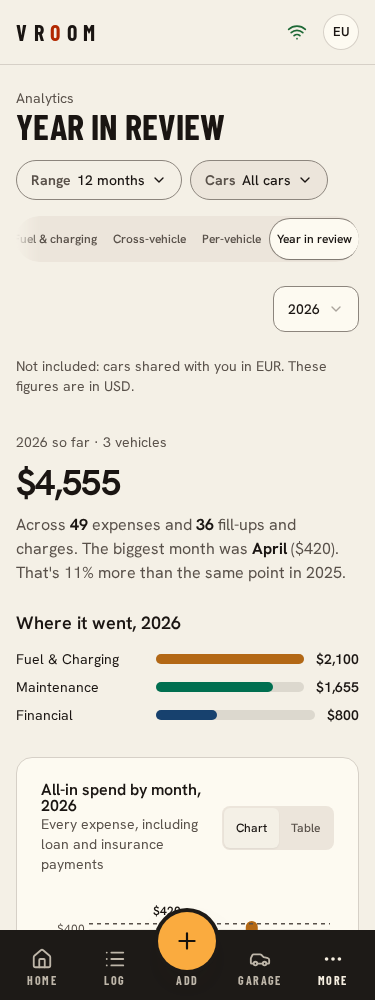 VROOM
EU
Analytics
YEAR IN REVIEW
Range 12 months
Cars All cars
uel & charging
Cross-vehicle
Per-vehicle
Year in review
2026
Not included: cars shared with you in EUR. These
figures are in USD.
2026 so far · 3 vehicles
$4,555
Across 49 expenses and 36 fill-ups and
charges. The biggest month was April ($420).
That's 11% more than the same point in 2025.
Where it went, 2026
Fuel & Charging $2,100
Maintenance $1,655
Financial $800
All-in spend by month,
2026
Every expense, including
loan and insurance
payments
Chart
Table
$420
$400
HOME
LOG
ADD
GARAGE
MORE